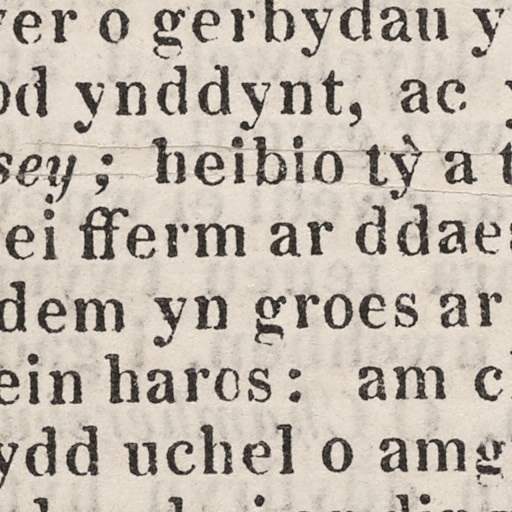 ver o gerbydau y
od ynddynt, ac y
sey; heibio tỳ a t
ei fferm ar ddae
dem yn groes ar
ein haros: am c
ydd uchel o amg